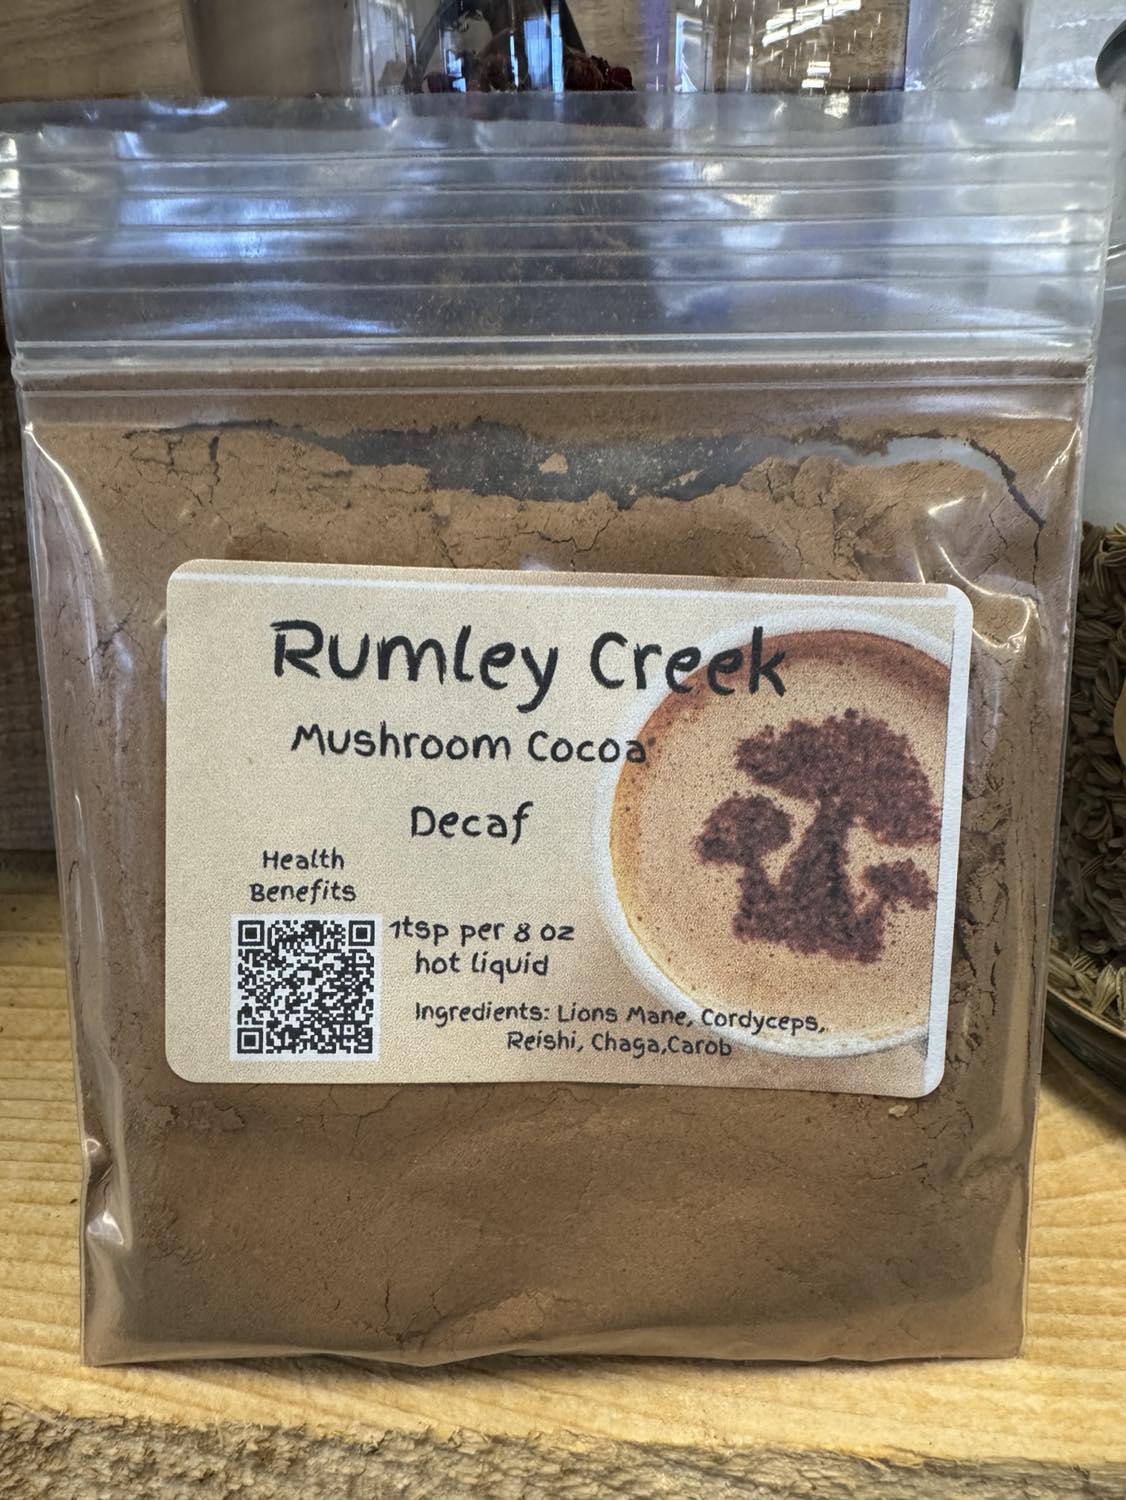 Rumley Creek
Mushroom Cocoa
Decaf
Health
Benefits
1tsp per 8 oz
hot liquid
Ingredients: Lions Mane, Cordyceps,
Reishi, Chaga,Carob